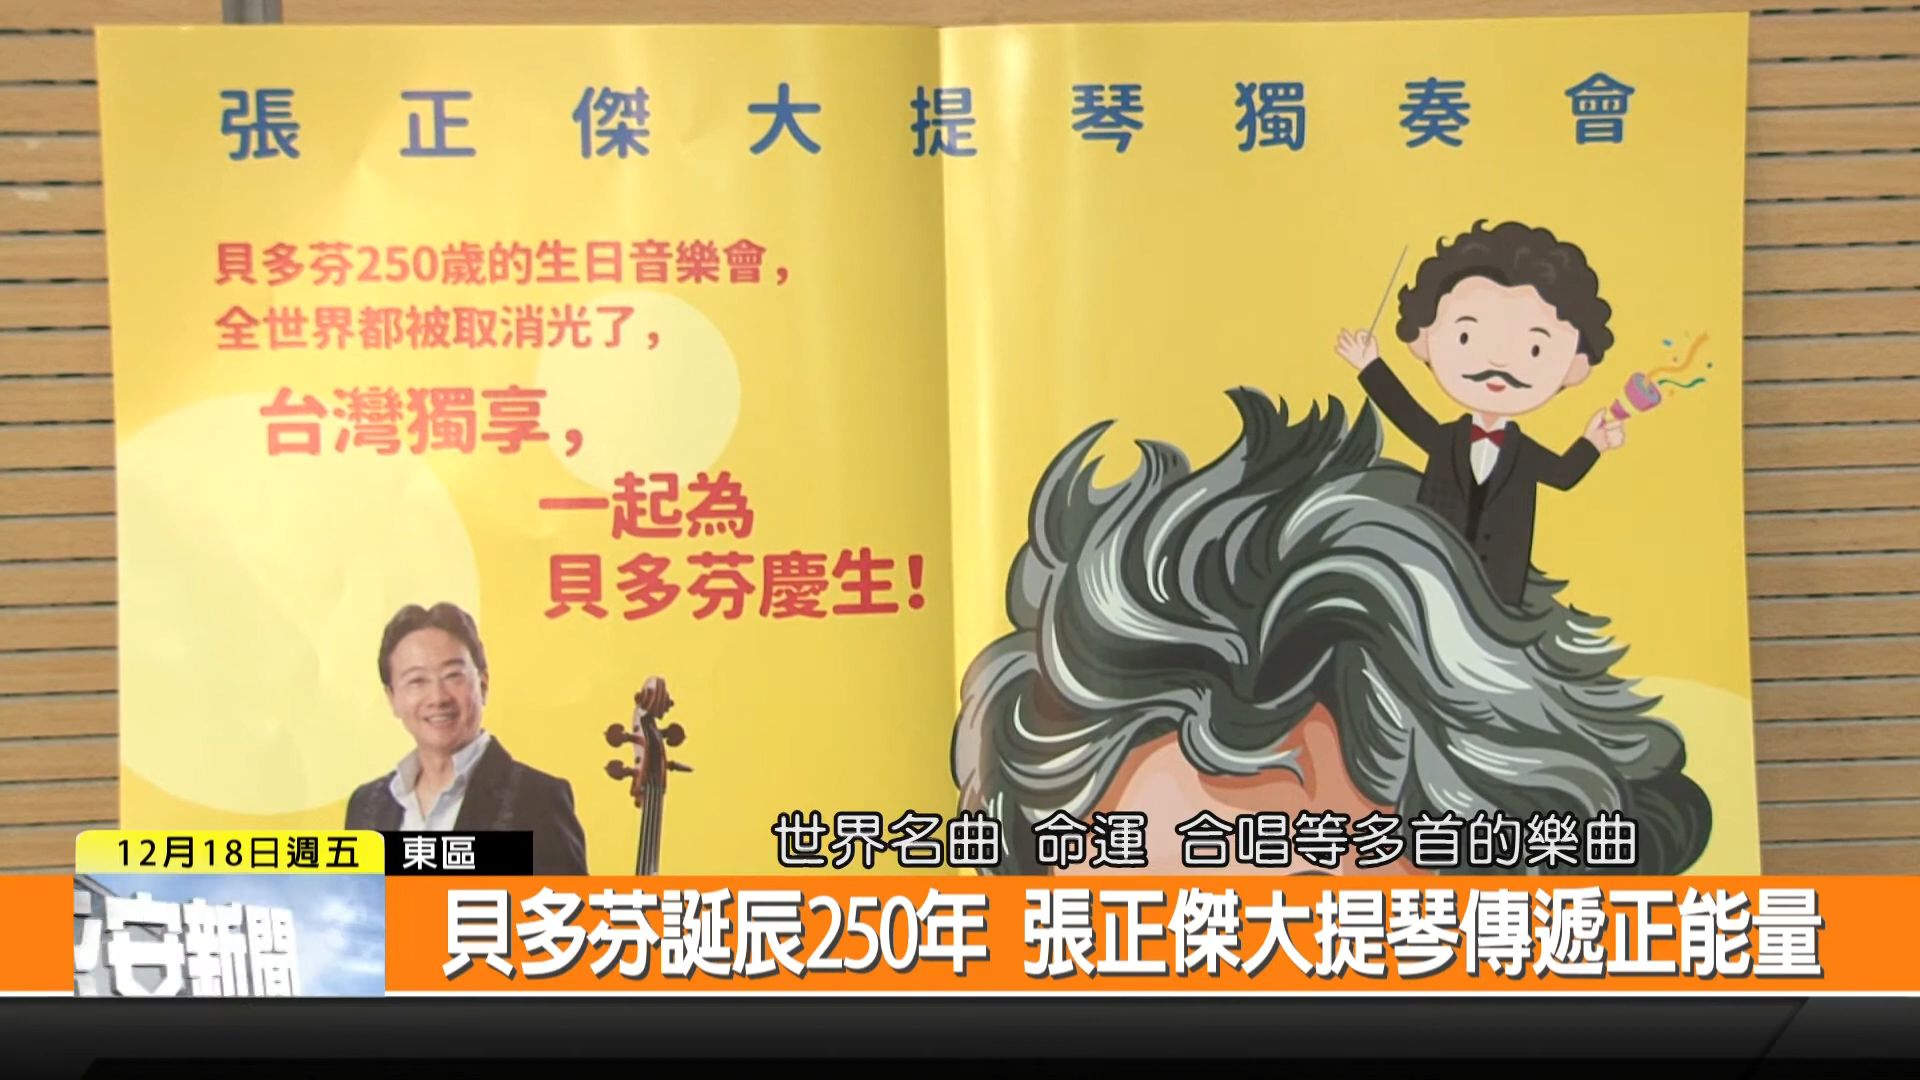 張正傑大提琴獨奏會
貝多芬250歲的生日音樂會，
全世界都被取消光了，
台灣獨享，
一起為
貝多芬慶生!
世界名曲 命運 合唱等多首的樂曲
12月18日週五
東區
安新聞
貝多芬誕辰250年 張正傑大提琴傳遞正能量